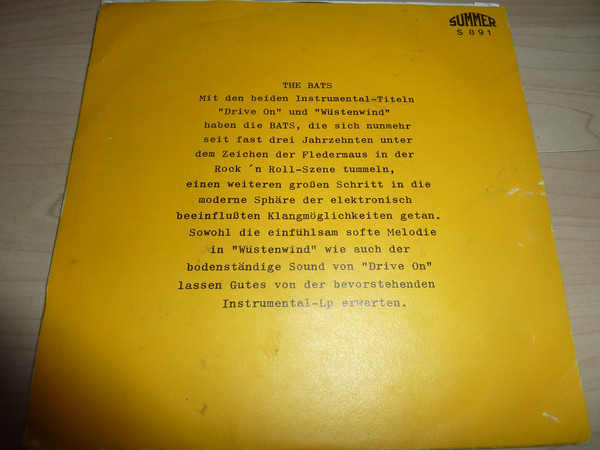 SUMMER
S 891
THE BATS
Mit den beiden Instrumental-Titeln
"Drive On" und "Wüstenwind"
haben die BATS, die sich nunmehr
seit fast drei Jahrzehnten unter
dem Zeichen der Fledermaus in der
Rock ´n Roll-Szene tummeln,
einen weiteren großen Schritt in die
moderne Sphäre der elektronisch
beeinflußten Klangmöglichkeiten getan.
Sowohl die einfühlsam softe Melodie
in "Wüstenwind" wie auch der
bodenständige Sound von "Drive On"
lassen Gutes von der bevorstehenden
Instrumental-Lp erwarten.